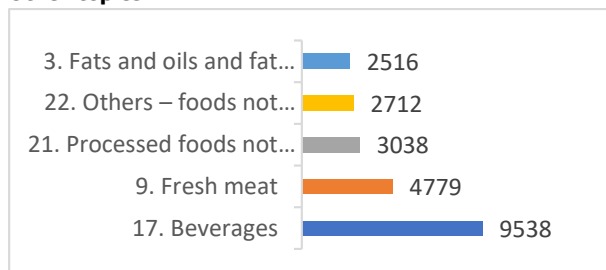 3. Fats and oils and fat... 2516
22. Others – foods not... 2712
21. Processed foods not... 3038
9. Fresh meat 4779
17. Beverages 9538